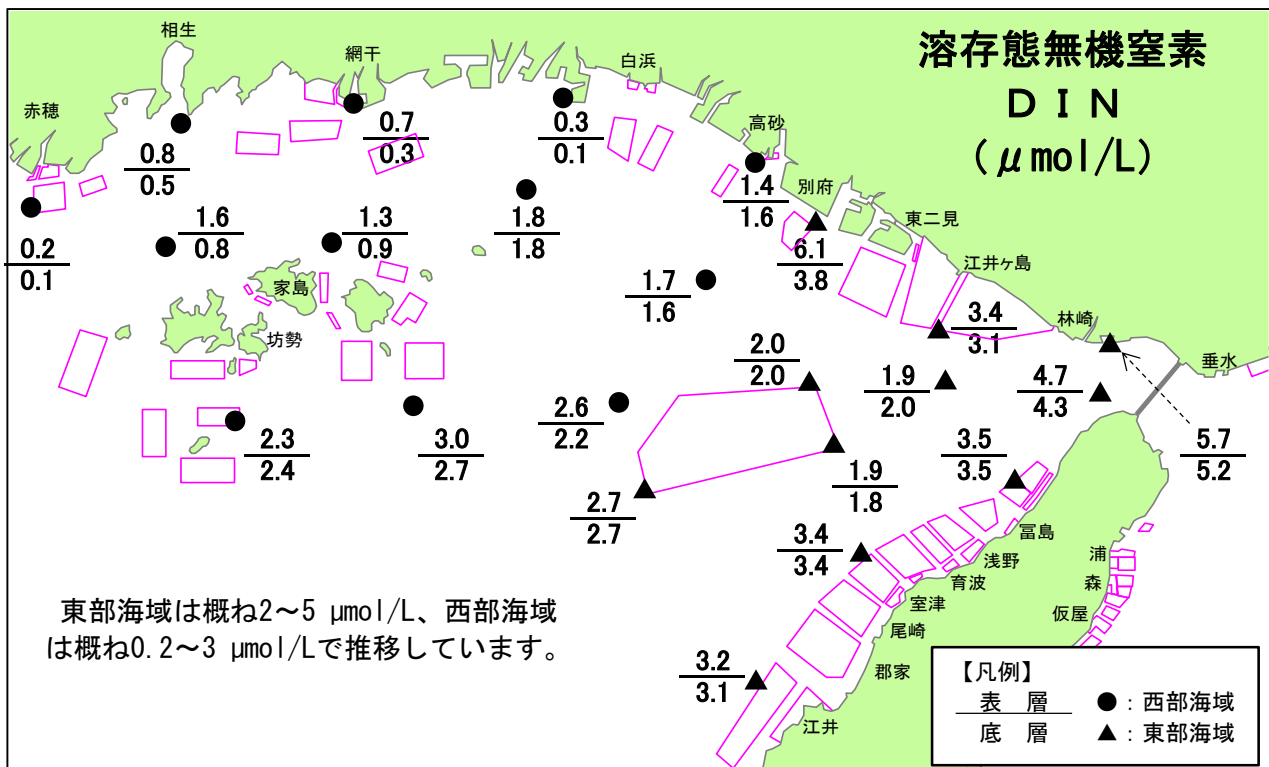 溶存態無機窒素
ＤＩＮ
(μmol/L)
相生
網干
白浜
赤穂
高砂
別府
東二見
江井ヶ島
林崎
垂水
家島
坊勢
0.8
0.5
0.7
0.3
0.3
0.1
1.4
1.6
0.2
0.1
1.6
0.8
1.3
0.9
1.8
1.8
6.1
3.8
1.7
1.6
3.4
3.1
2.0
2.0
1.9
2.0
4.7
4.3
5.7
5.2
2.3
2.4
3.0
2.7
2.6
2.2
1.9
1.8
3.5
3.5
2.7
2.7
3.4
3.4
3.2
3.1
冨島
浅野
育波
室津
尾崎
郡家
江井
浦
森
仮屋
東部海域は概ね2～5 μmol/L、西部海域
は概ね0.2～3 μmol/Lで推移しています。
【凡例】
表 層 ●：西部海域
底 層 ▲：東部海域